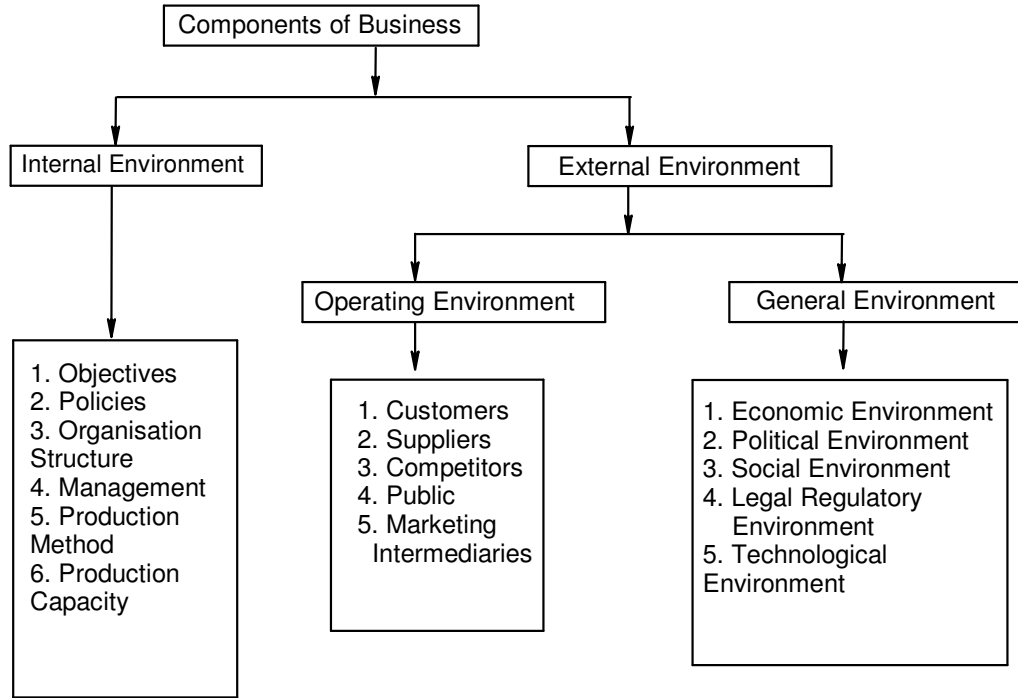 Components of Business
Internal Environment
External Environment
Operating Environment
General Environment
1. Objectives
2. Policies
3. Organisation
Structure
4. Management
5. Production
Method
6. Production
Capacity
1. Customers
2. Suppliers
3. Competitors
4. Public
5. Marketing
Intermediaries
1. Economic Environment
2. Political Environment
3. Social Environment
4. Legal Regulatory
Environment
5. Technological
Environment